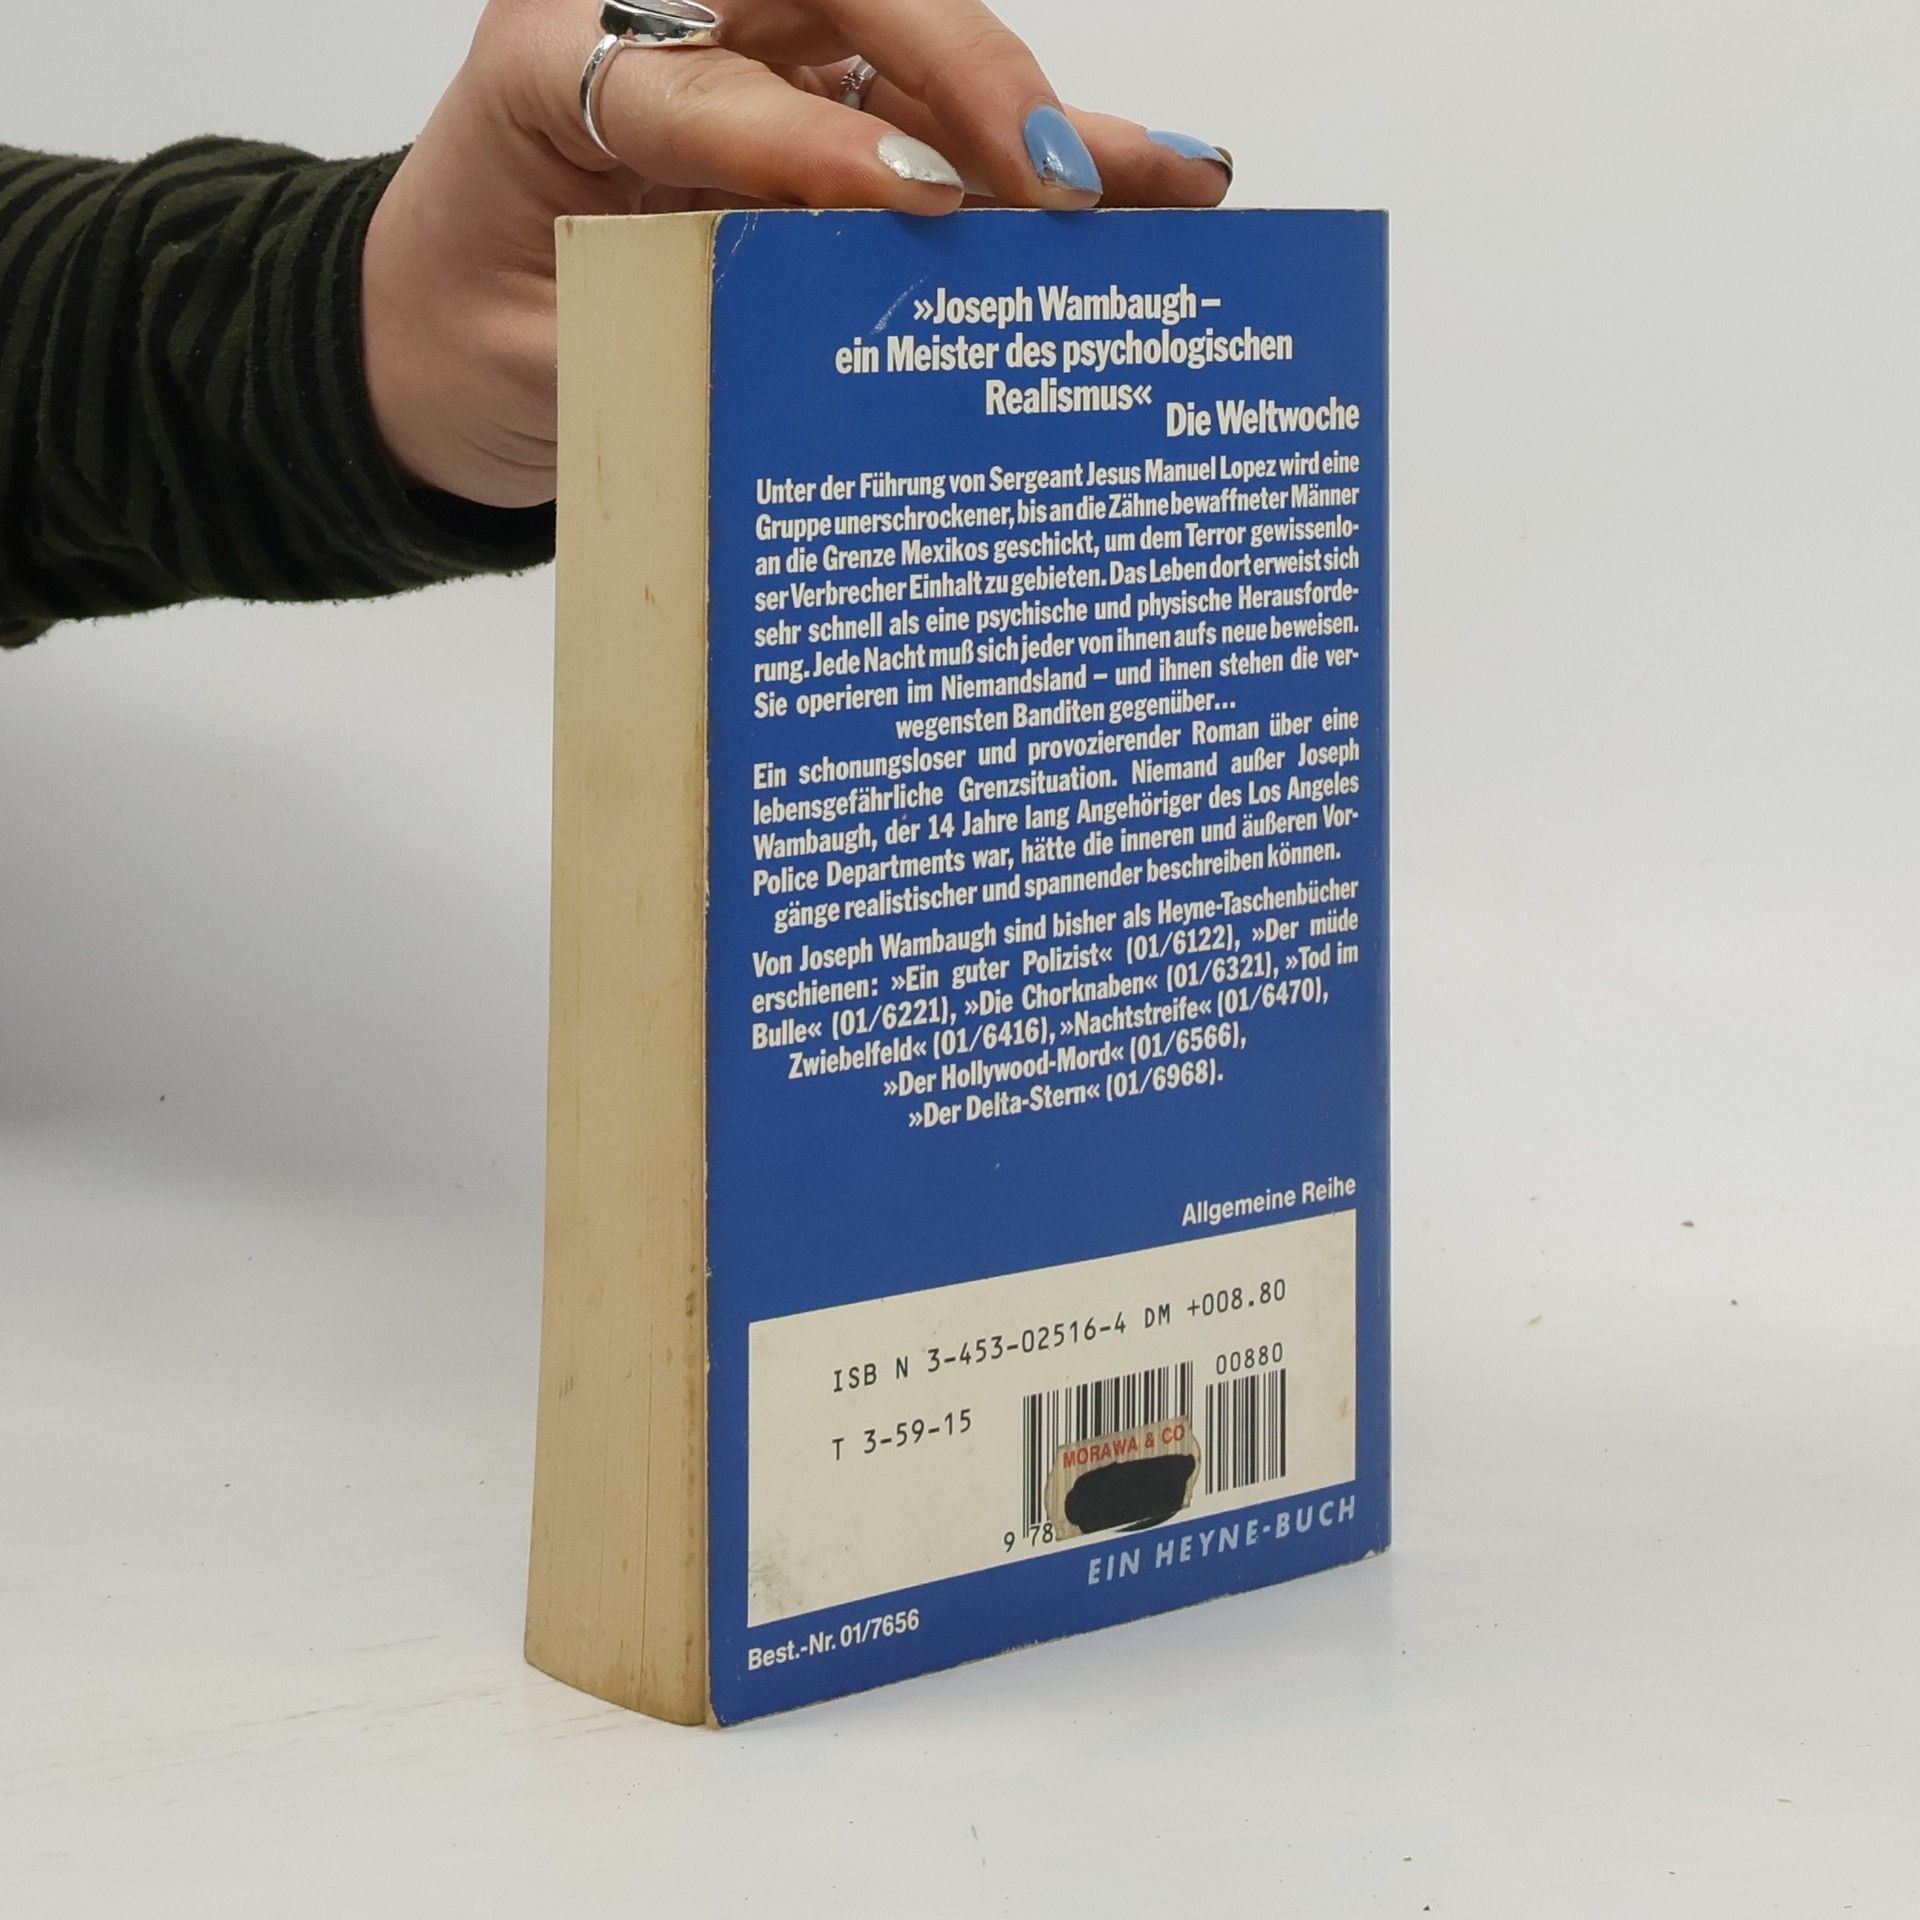 »Joseph Wambaugh –
ein Meister des psychologischen
Realismus«
Die Weltwoche
Unter der Führung von Sergeant Jesus Manuel Lopez wird eine
Gruppe unerschrockener, bis an die Zähne bewaffneter Männer
an die Grenze Mexikos geschickt, um dem Terror gewissenlo-
ser Verbrecher Einhalt zu gebieten. Das Leben dort erweist sich
sehr schnell als eine psychische und physische Herausforde-
rung. Jede Nacht muß sich jeder von ihnen aufs neue beweisen.
Sie operieren im Niemandsland – und ihnen stehen die ver-
wegensten Banditen gegenüber...
Ein schonungsloser und provozierender Roman über eine
lebensgefährliche Grenzsituation. Niemand außer Joseph
Wambaugh, der 14 Jahre lang Angehöriger des Los Angeles
Police Departments war, hätte die inneren und äußeren Vor-
gänge realistischer und spannender beschreiben können.
Von Joseph Wambaugh sind bisher als Heyne-Taschenbücher
erschienen: »Ein guter Polizist« (01/6122), »Der müde
Bulle« (01/6221), »Die Chorknaben« (01/6321), »Tod im
Zwiebelfeld« (01/6416), »Nachtstreife« (01/6470),
»Der Hollywood-Mord« (01/6566),
»Der Delta-Stern« (01/6968).
Allgemeine Reihe
ISB N 3-453-02516-4 DM +008.80
00880
T 3-59-15
MORAWA & CO
9 78
EIN HEYNE-BUCH
Best.-Nr. 01/7656